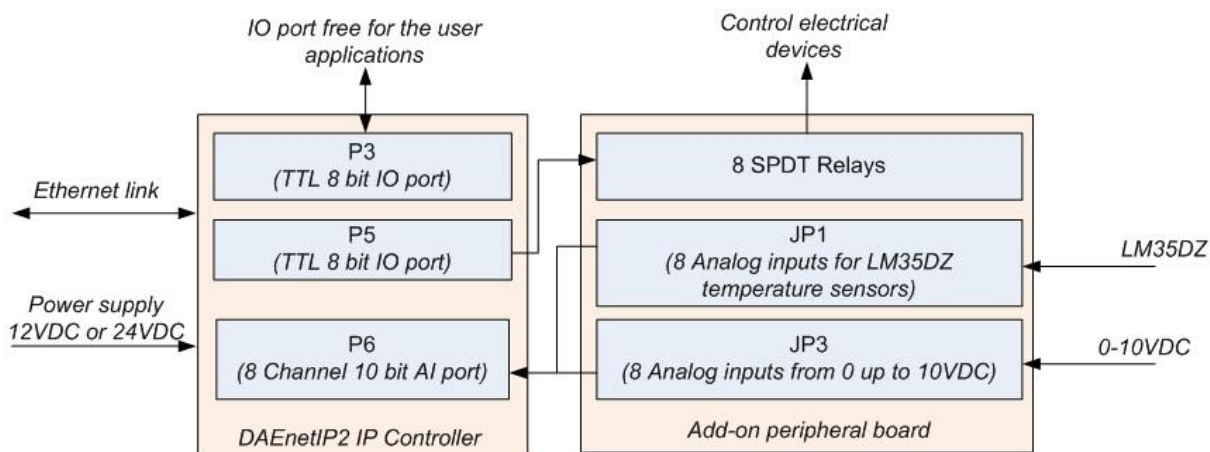 IO port free for the user
applications
Control electrical
devices
P3
(TTL 8 bit IO port)
8 SPDT Relays
Ethernet link
P5
(TTL 8 bit IO port)
JP1
(8 Analog inputs for LM35DZ
temperature sensors)
LM35DZ
Power supply
12VDC or 24VDC
P6
(8 Channel 10 bit AI port)
JP3
(8 Analog inputs from 0 up to 10VDC)
0-10VDC
DAEnetIP2 IP Controller
Add-on peripheral board